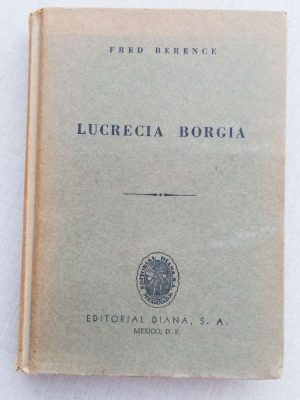 FRED BERENCE
LUCRECIA BORGIA
EDITORIAL DIANA, S. A.
MEXICO, D. F.